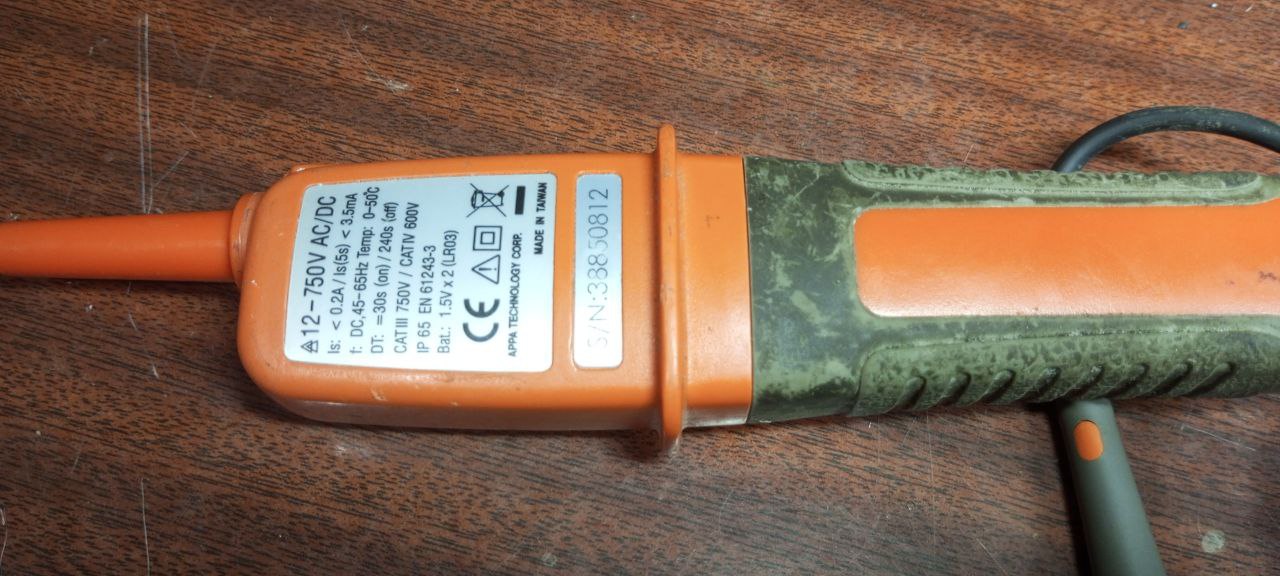 ⚠12–750V AC/DC
Is: < 0.2A / Is(5s) < 3.5mA
f: DC,45–65Hz Temp: 0–50℃
DT: =30s (on) / 240s (off)
CATIII 750V / CATIV 600V
IP 65 EN 61243-3
Bat.: 1.5V x 2 (LR03)
CE
APPA TECHNOLOGY CORP.
MADE IN TAIWAN
S/N:33850812